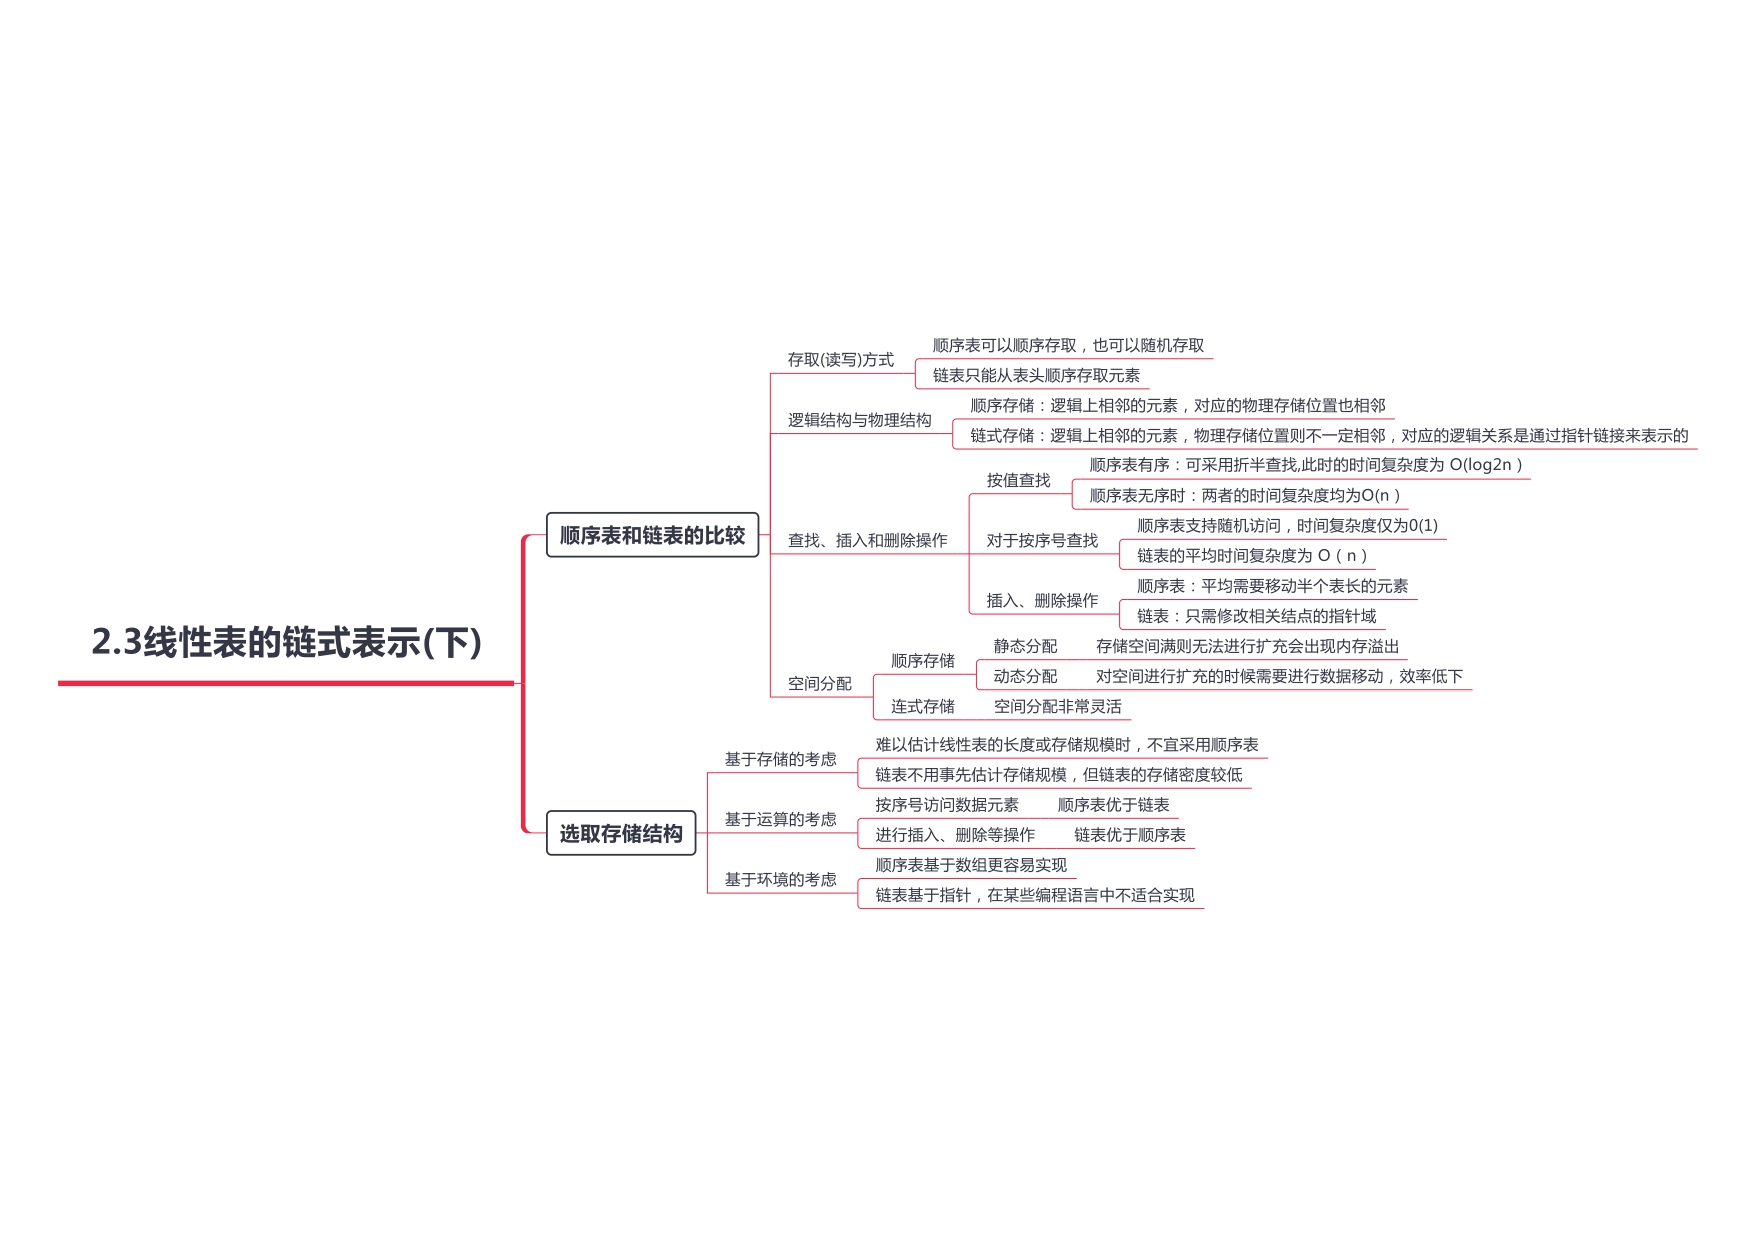 2.3线性表的链式表示(下)
顺序表和链表的比较
存取(读写)方式
顺序表可以顺序存取，也可以随机存取
链表只能从表头顺序存取元素
逻辑结构与物理结构
顺序存储：逻辑上相邻的元素，对应的物理存储位置也相邻
链式存储：逻辑上相邻的元素，物理存储位置则不一定相邻，对应的逻辑关系是通过指针链接来表示的
查找、插入和删除操作
按值查找
顺序表有序：可采用折半查找,此时的时间复杂度为 O(log2n）
顺序表无序时：两者的时间复杂度均为O(n）
对于按序号查找
顺序表支持随机访问，时间复杂度仅为0(1)
链表的平均时间复杂度为 O（n）
插入、删除操作
顺序表：平均需要移动半个表长的元素
链表：只需修改相关结点的指针域
空间分配
顺序存储
静态分配
存储空间满则无法进行扩充会出现内存溢出
动态分配
对空间进行扩充的时候需要进行数据移动，效率低下
连式存储
空间分配非常灵活
选取存储结构
基于存储的考虑
难以估计线性表的长度或存储规模时，不宜采用顺序表
链表不用事先估计存储规模，但链表的存储密度较低
基于运算的考虑
按序号访问数据元素
顺序表优于链表
进行插入、删除等操作
链表优于顺序表
基于环境的考虑
顺序表基于数组更容易实现
链表基于指针，在某些编程语言中不适合实现